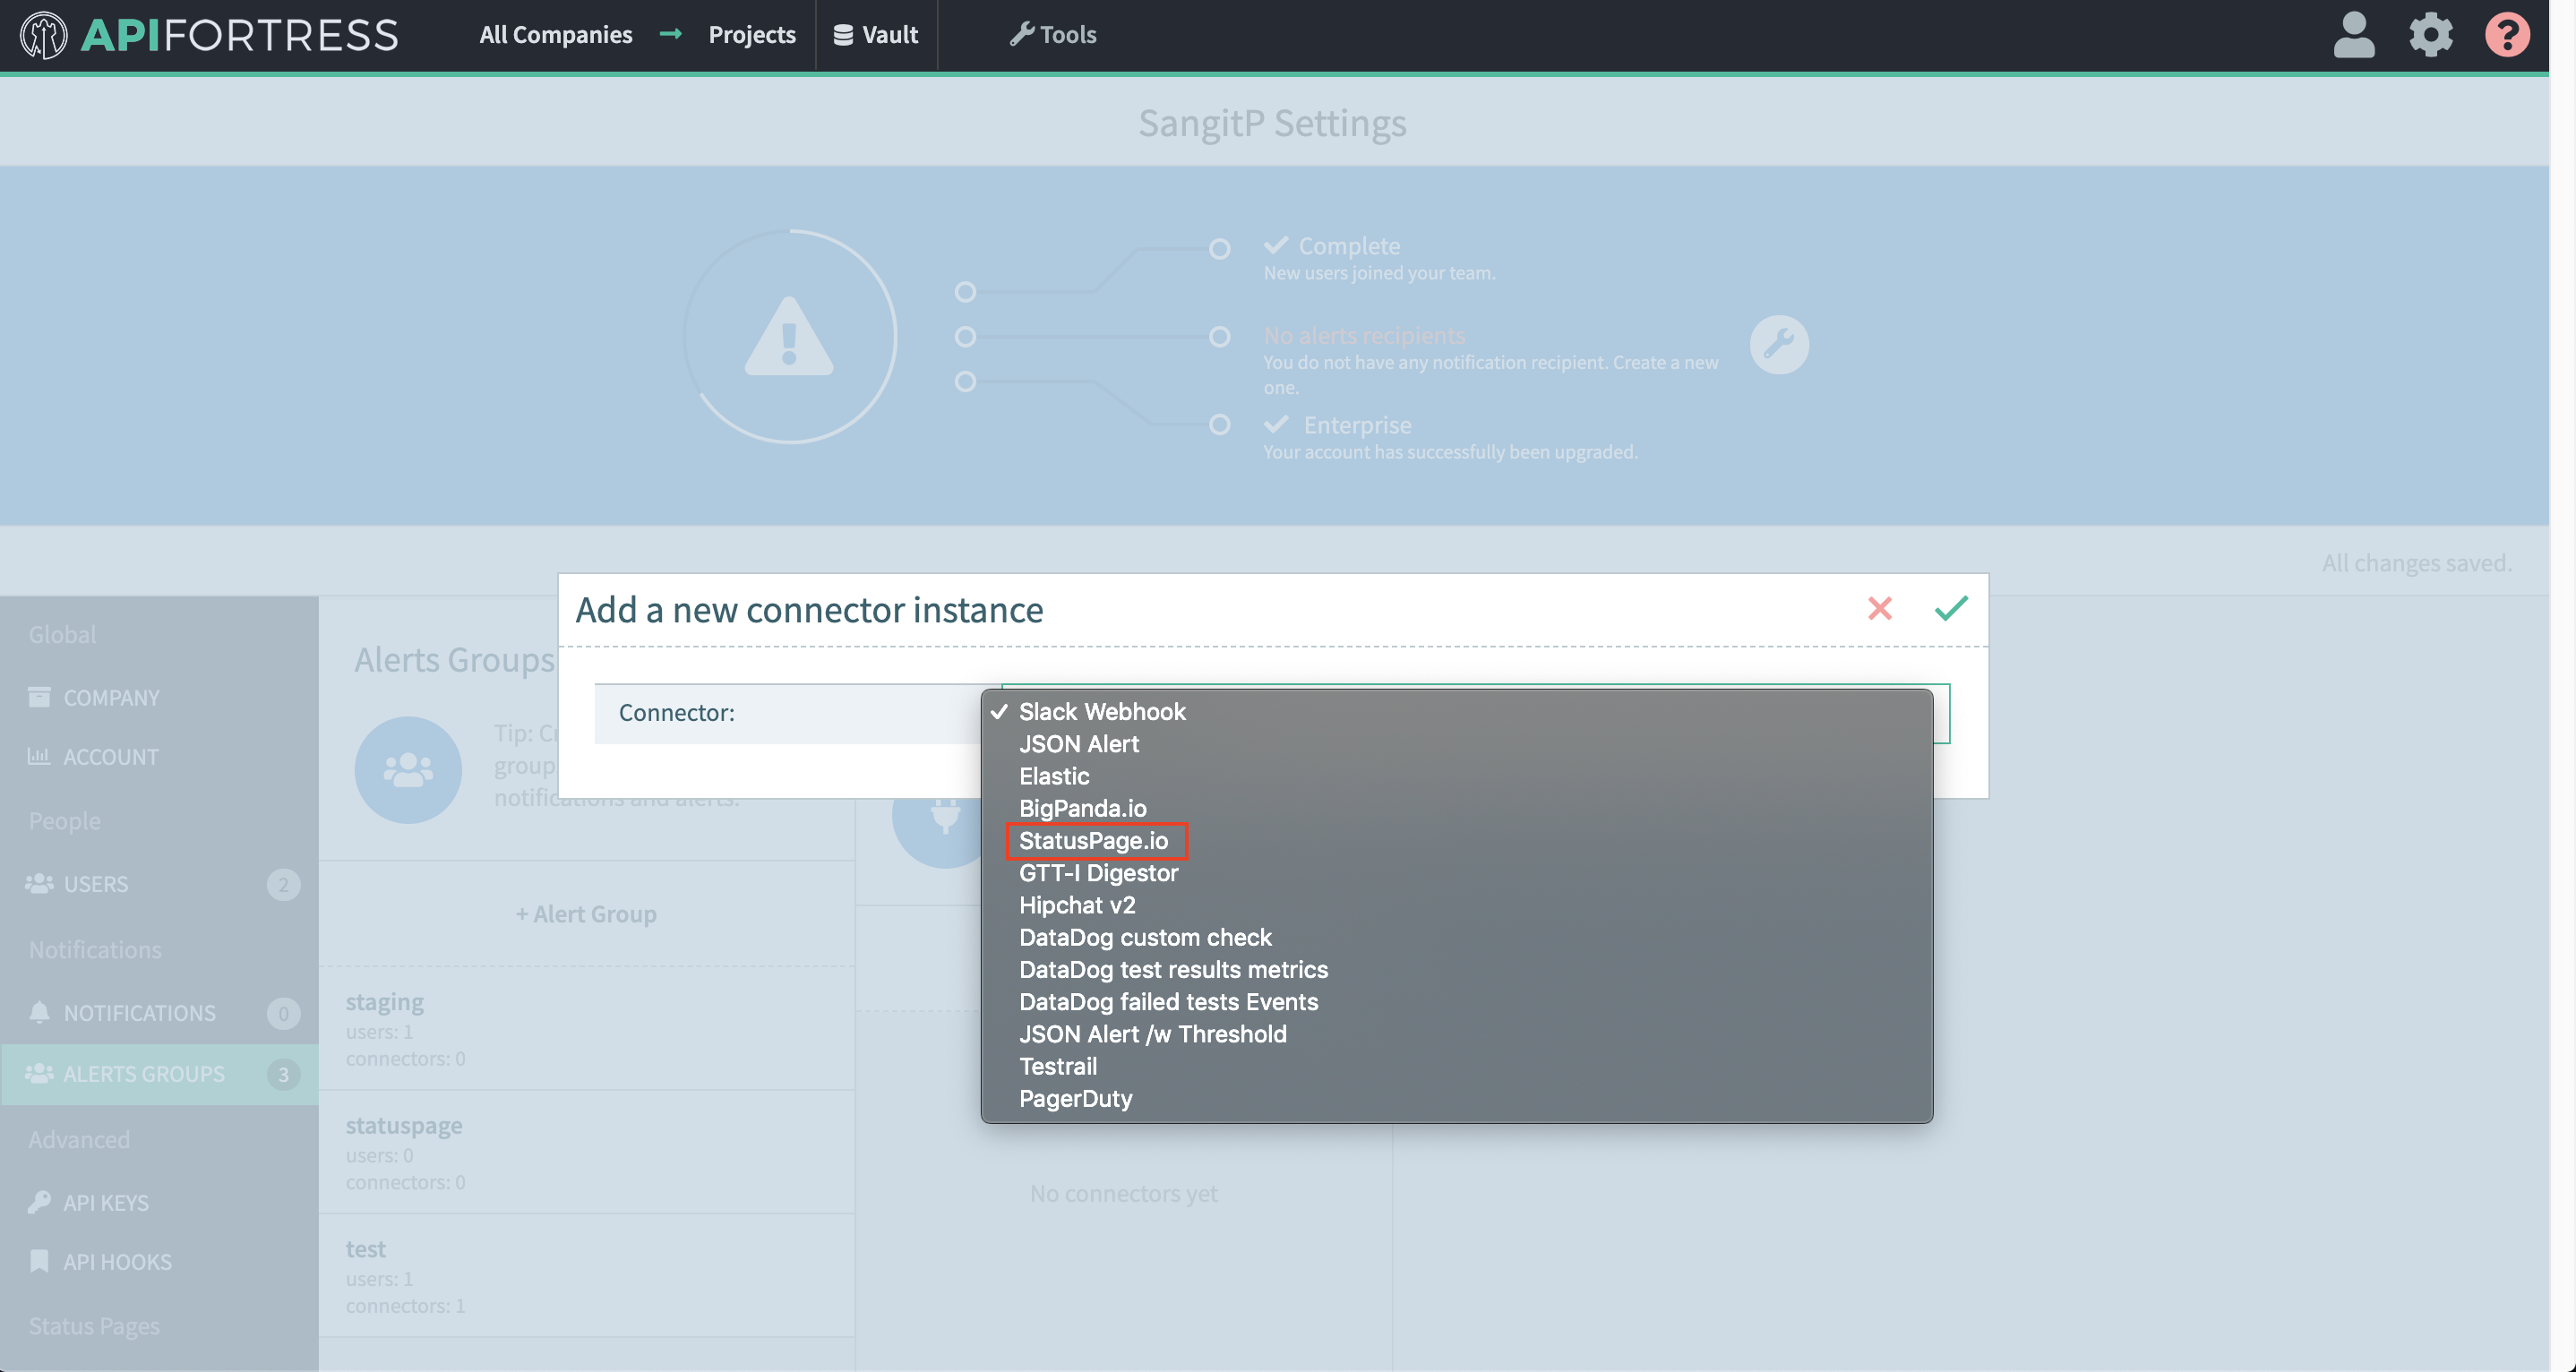 APIFORTRESS
All Companies → Projects
Vault
Tools
?
SangitP Settings
Complete
New users joined your team.
No alerts recipients
You do not have any notification recipient. Create a new
one.
Enterprise
Your account has successfully been upgraded.
All changes saved.
Add a new connector instance
Connector:
✓ Slack Webhook
JSON Alert
Elastic
BigPanda.io
StatusPage.io
GTT-I Digestor
Hipchat v2
DataDog custom check
DataDog test results metrics
DataDog failed tests Events
JSON Alert /w Threshold
Testrail
PagerDuty
Global
COMPANY
ACCOUNT
People
USERS 2
Notifications
NOTIFICATIONS 0
ALERTS GROUPS 3
Advanced
API KEYS
API HOOKS
Status Pages
Alerts Groups
Tip:
group
notifications and alerts.
+ Alert Group
staging
users: 1
connectors: 0
statuspage
users: 0
connectors: 0
test
users: 1
connectors: 1
No connectors yet